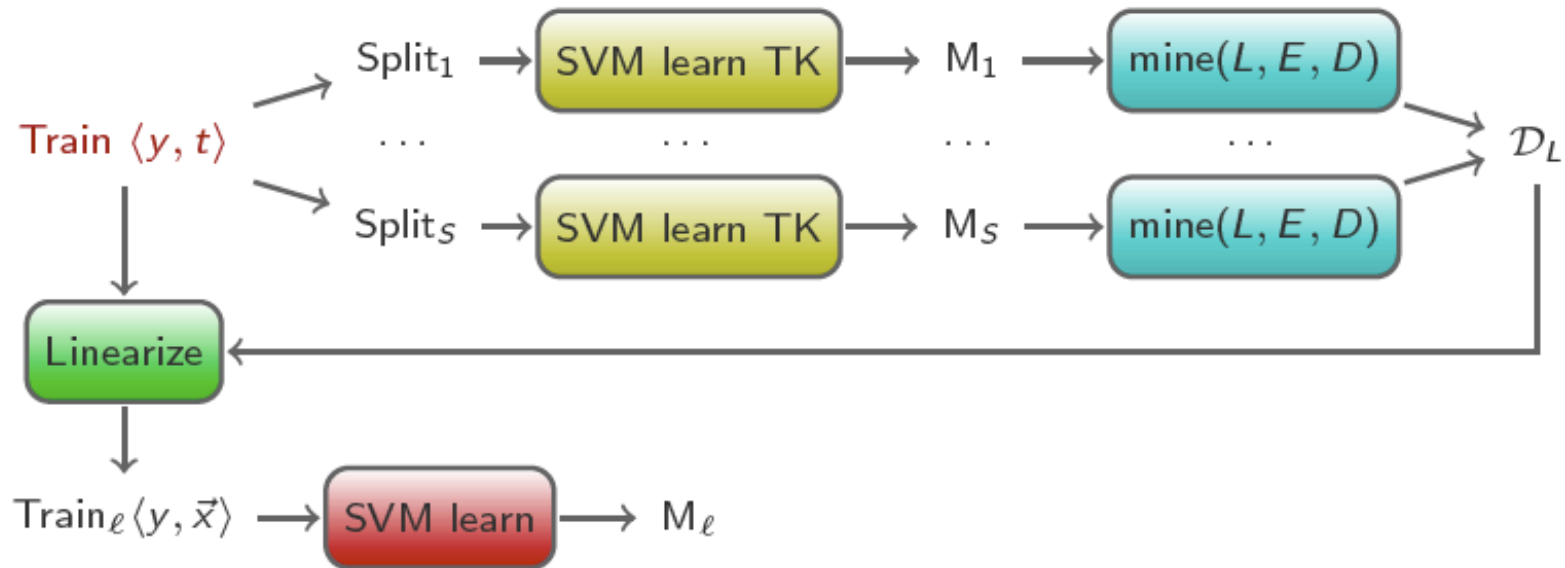 Split₁ SVM learn TK M₁ mine(L, E, D)
Train ⟨y, t⟩ ... ... ... ... 𝒟_L
Split_S SVM learn TK M_S mine(L, E, D)
Linearize
Train_ℓ⟨y, x⃗⟩ SVM learn M_ℓ